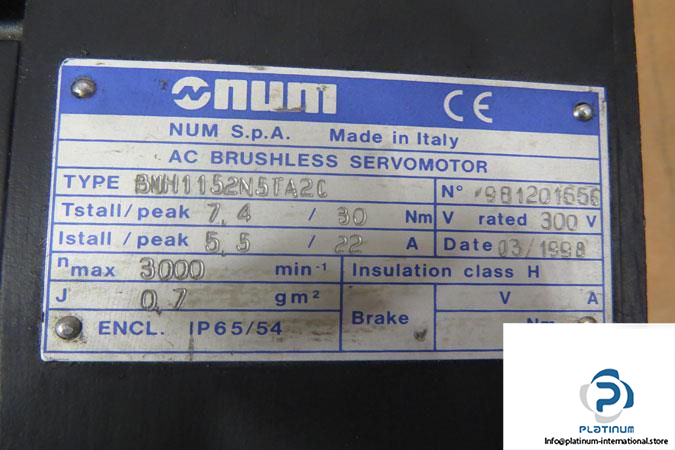 num CE
NUM S.p.A. Made in Italy
AC BRUSHLESS SERVOMOTOR
TYPE BMH1152N5TA2C N° 981201656
Tstall/peak 7,4 / 30 Nm V rated 300 V
Istall/peak 5,5 / 22 A Date 03/1998
n max 3000 min-1 Insulation class H
J 0,7 gm² V A
ENCL. IP65/54 Brake Nm
PLATINUM
Info@platinum-international.store